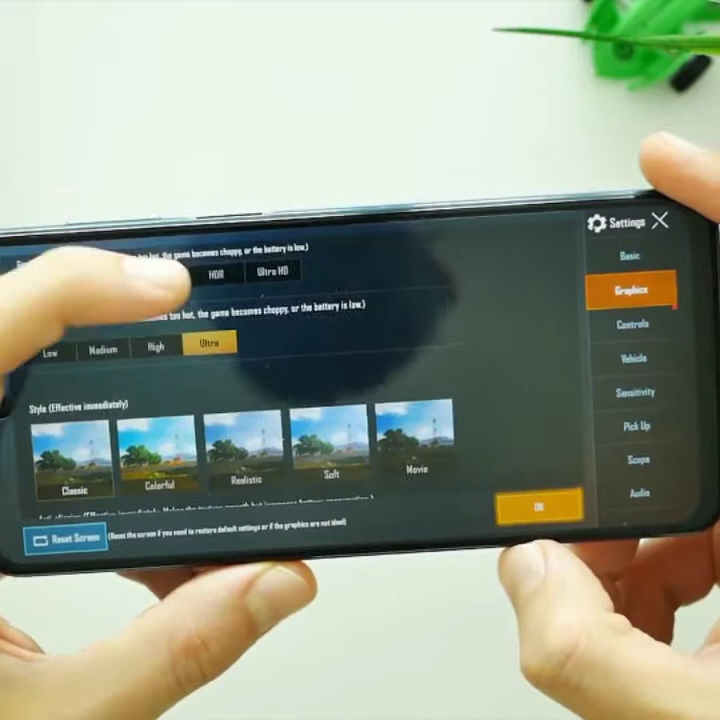 Settings
hot, the game becomes choppy, or the battery is low.)
HDR
Ultra HD
too hot, the game becomes choppy, or the battery is low.)
Low
Medium
High
Ultra
Style (Effective immediately)
Classic
Colorful
Realistic
Soft
Movie
Reset Screen
(Reset the screen if you need to restore default settings or if the graphics are not ideal)
OK
Basic
Graphics
Controls
Vehicle
Sensitivity
Pick Up
Scope
Audio